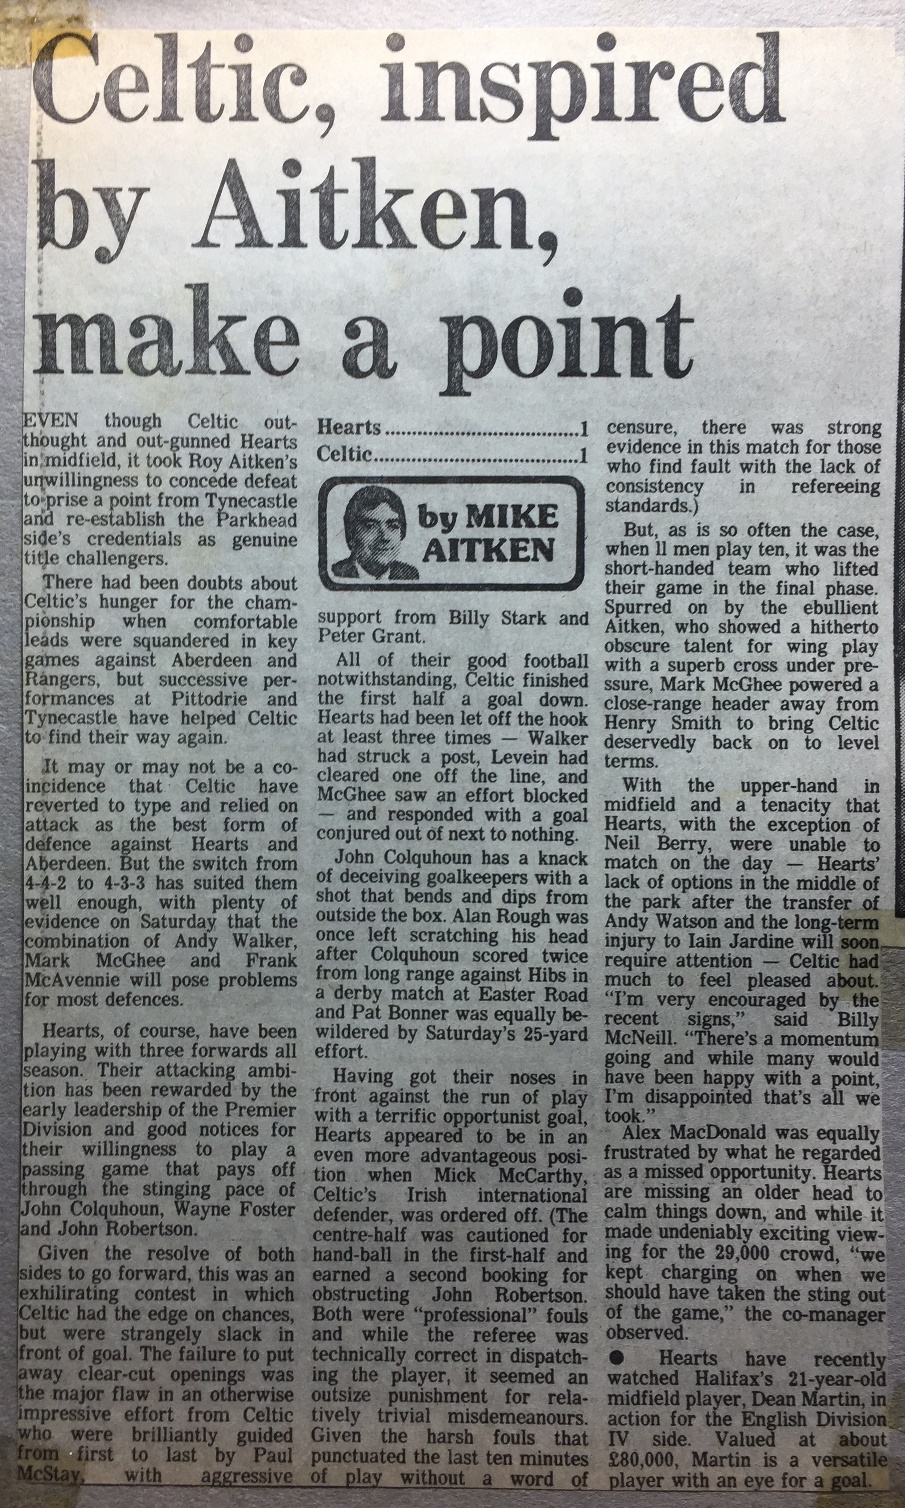 Celtic, inspired
by Aitken,
make a point
EVEN though Celtic out-
thought and out-gunned Hearts
in midfield, it took Roy Aitken's
unwillingness to concede defeat
to prise a point from Tynecastle
and re-establish the Parkhead
side's credentials as genuine
title challengers.
There had been doubts about
Celtic's hunger for the cham-
pionship when comfortable
leads were squandered in key
games against Aberdeen and
Rangers, but successive per-
formances at Pittodrie and
Tynecastle have helped Celtic
to find their way again.
It may or may not be a co-
incidence that Celtic have
reverted to type and relied on
attack as the best form of
defence against Hearts and
Aberdeen. But the switch from
4-4-2 to 4-3-3 has suited them
well enough, with plenty of
evidence on Saturday that the
combination of Andy Walker,
Mark McGhee and Frank
McAvennie will pose problems
for most defences.
Hearts, of course, have been
playing with three forwards all
season. Their attacking ambi-
tion has been rewarded by the
early leadership of the Premier
Division and good notices for
their willingness to play a
passing game that pays off
through the stinging pace of
John Colquhoun, Wayne Foster
and John Robertson.
Given the resolve of both
sides to go forward, this was an
exhilirating contest in which
Celtic had the edge on chances,
but were strangely slack in
front of goal. The failure to put
away clear-cut openings was
the major flaw in an otherwise
impressive effort from Celtic
who were brilliantly guided
from first to last by Paul
McStay, with aggressive
Hearts.................................1
Celtic...................................1
by MIKE
AITKEN
support from Billy Stark and
Peter Grant.
All of their good football
notwithstanding, Celtic finished
the first half a goal down.
Hearts had been let off the hook
at least three times — Walker
had struck a post, Levein had
cleared one off the line, and
McGhee saw an effort blocked
— and responded with a goal
conjured out of next to nothing.
John Colquhoun has a knack
of deceiving goalkeepers with a
shot that bends and dips from
outside the box. Alan Rough was
once left scratching his head
after Colquhoun scored twice
from long range against Hibs in
a derby match at Easter Road
and Pat Bonner was equally be-
wildered by Saturday's 25-yard
effort.
Having got their noses in
front against the run of play
with a terrific opportunist goal,
Hearts appeared to be in an
even more advantageous posi-
tion when Mick McCarthy,
Celtic's Irish international
defender, was ordered off. (The
centre-half was cautioned for
hand-ball in the first-half and
earned a second booking for
obstructing John Robertson.
Both were “professional” fouls
and while the referee was
technically correct in dispatch-
ing the player, it seemed an
outsize punishment for rela-
tively trivial misdemeanours.
Given the harsh fouls that
punctuated the last ten minutes
of play without a word of
censure, there was strong
evidence in this match for those
who find fault with the lack of
consistency in refereeing
standards.)
But, as is so often the case,
when ll men play ten, it was the
short-handed team who lifted
their game in the final phase.
Spurred on by the ebullient
Aitken, who showed a hitherto
obscure talent for wing play
with a superb cross under pre-
ssure, Mark McGhee powered a
close-range header away from
Henry Smith to bring Celtic
deservedly back on to level
terms.
With the upper-hand in
midfield and a tenacity that
Hearts, with the exception of
Neil Berry, were unable to
match on the day — Hearts'
lack of options in the middle of
the park after the transfer of
Andy Watson and the long-term
injury to Iain Jardine will soon
require attention — Celtic had
much to feel pleased about.
“I'm very encouraged by the
recent signs,” said Billy
McNeill. “There's a momentum
going and while many would
have been happy with a point,
I'm disappointed that's all we
took.”
Alex MacDonald was equally
frustrated by what he regarded
as a missed opportunity. Hearts
are missing an older head to
calm things down, and while it
made undeniably exciting view-
ing for the 29,000 crowd, “we
kept charging on when we
should have taken the sting out
of the game,” the co-manager
observed.
● Hearts have recently
watched Halifax's 21-year-old
midfield player, Dean Martin, in
action for the English Division
IV side. Valued at about
£80,000, Martin is a versatile
player with an eye for a goal.